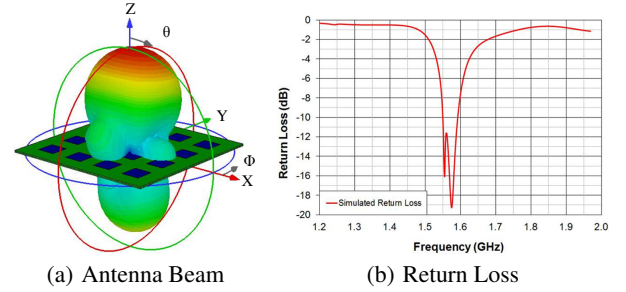 Z
θ
Y
Φ
X
(a) Antenna Beam
0
-2
-4
-6
-8
-10
-12
-14
-16
-18
-20
Return Loss (dB)
Simulated Return Loss
1.2 1.3 1.4 1.5 1.6 1.7 1.8 1.9 2.0
Frequency (GHz)
(b) Return Loss